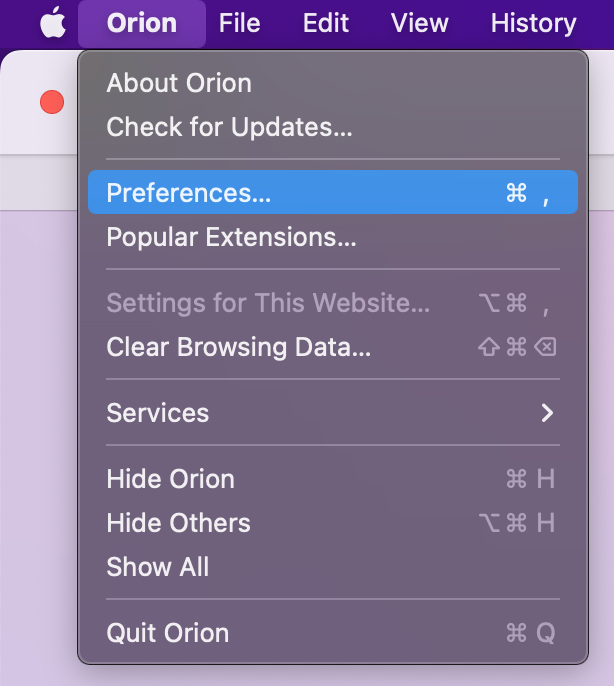 Orion File Edit View History
About Orion
Check for Updates...
Preferences... ⌘ ,
Popular Extensions...
Settings for This Website... ⌥⌘ ,
Clear Browsing Data... ⇧⌘⌫
Services
Hide Orion ⌘ H
Hide Others ⌥⌘ H
Show All
Quit Orion ⌘ Q